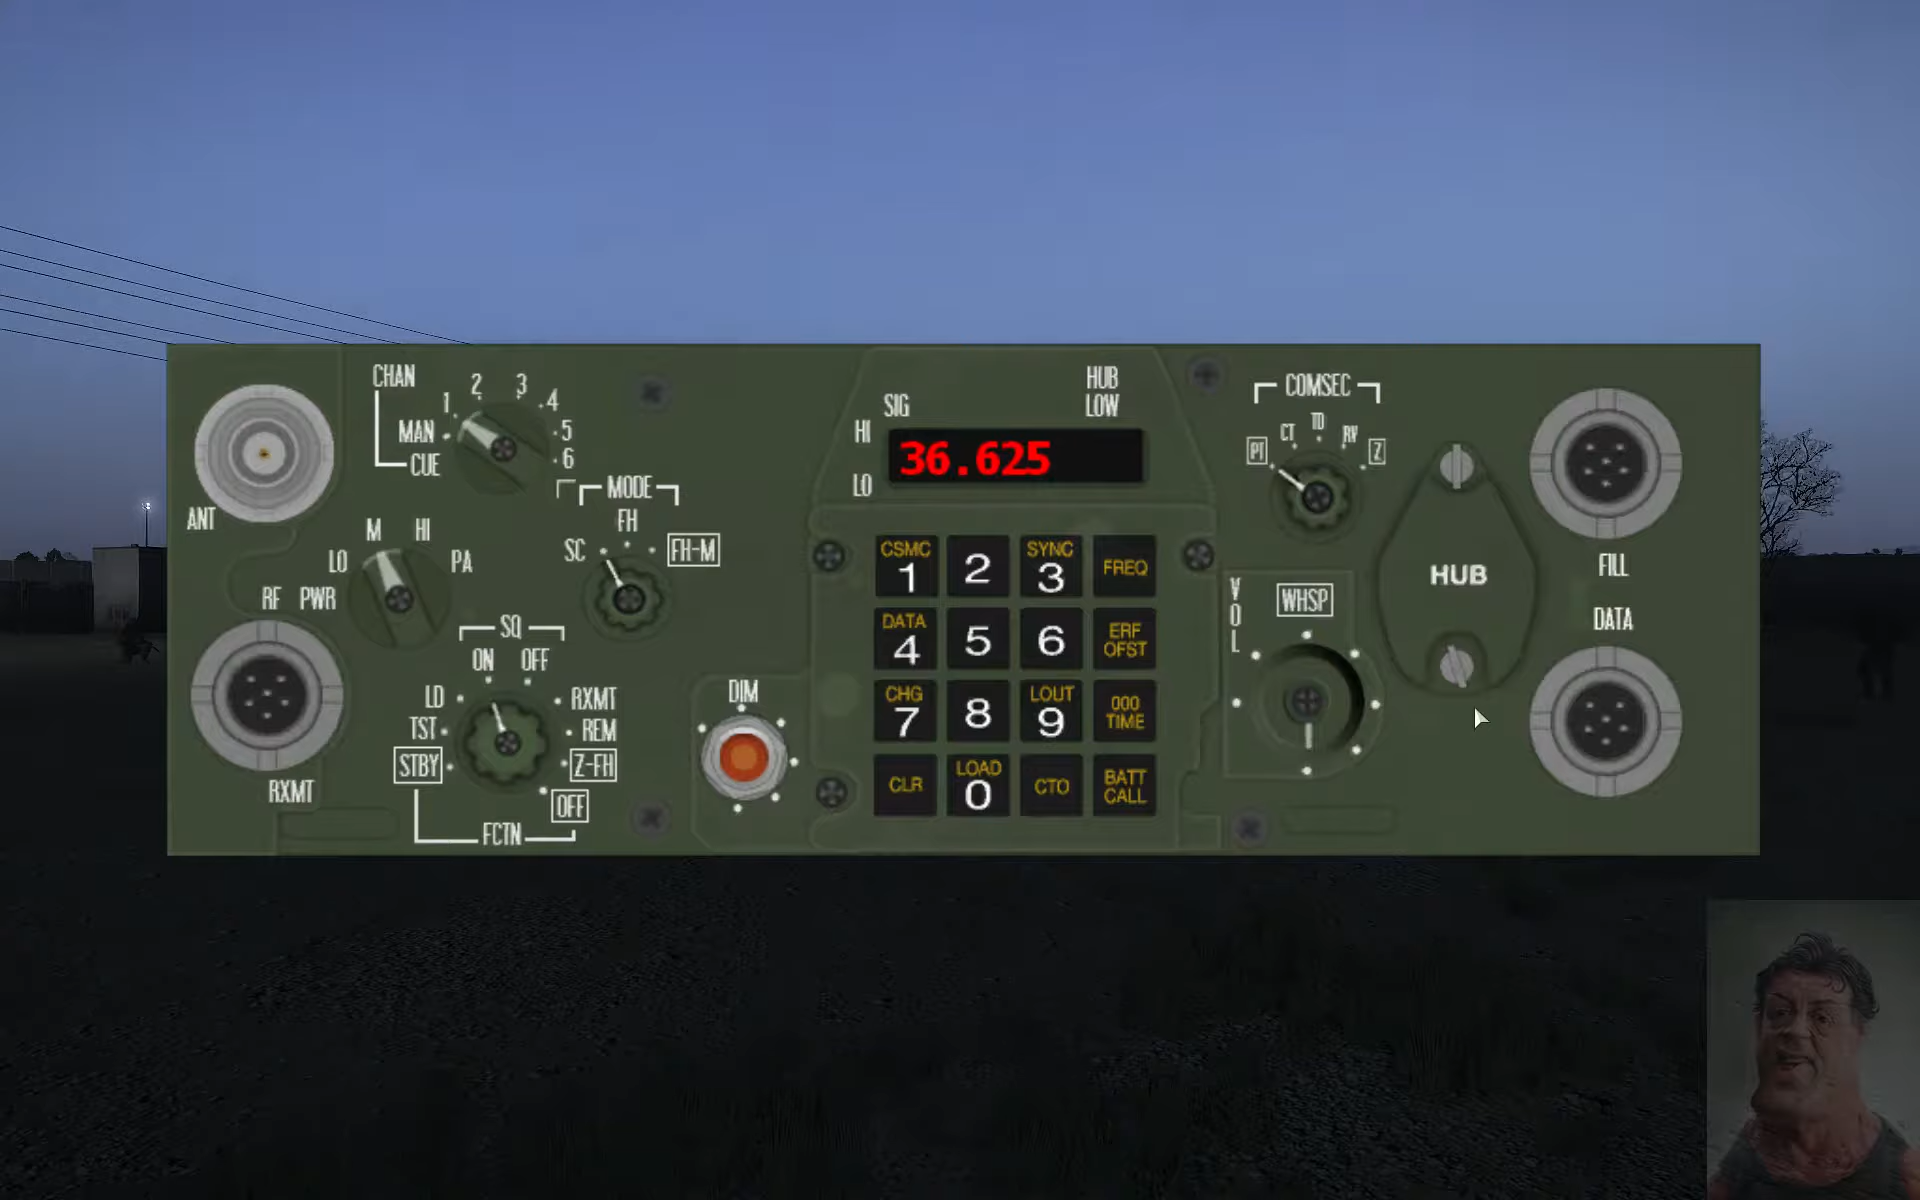 CHAN
1 2 3 4 5 6
MAN
CUE
ANT
LO M HI PA
RF PWR
RXMT
MODE
SC FH FH-M
SQ
ON OFF
LD
TST
STBY
RXMT
REM
Z-FH
OFF
FCTN
DIM
SIG
HUB
LOW
HI
LO
36.625
CSMC 1
2
SYNC 3
FREQ
DATA 4
5
6
ERF
OFST
CHG 7
8
LOUT 9
000
TIME
CLR
LOAD 0
CTO
BATT
CALL
COMSEC
PT CT TD RV Z
VOL
WHSP
HUB
FILL
DATA